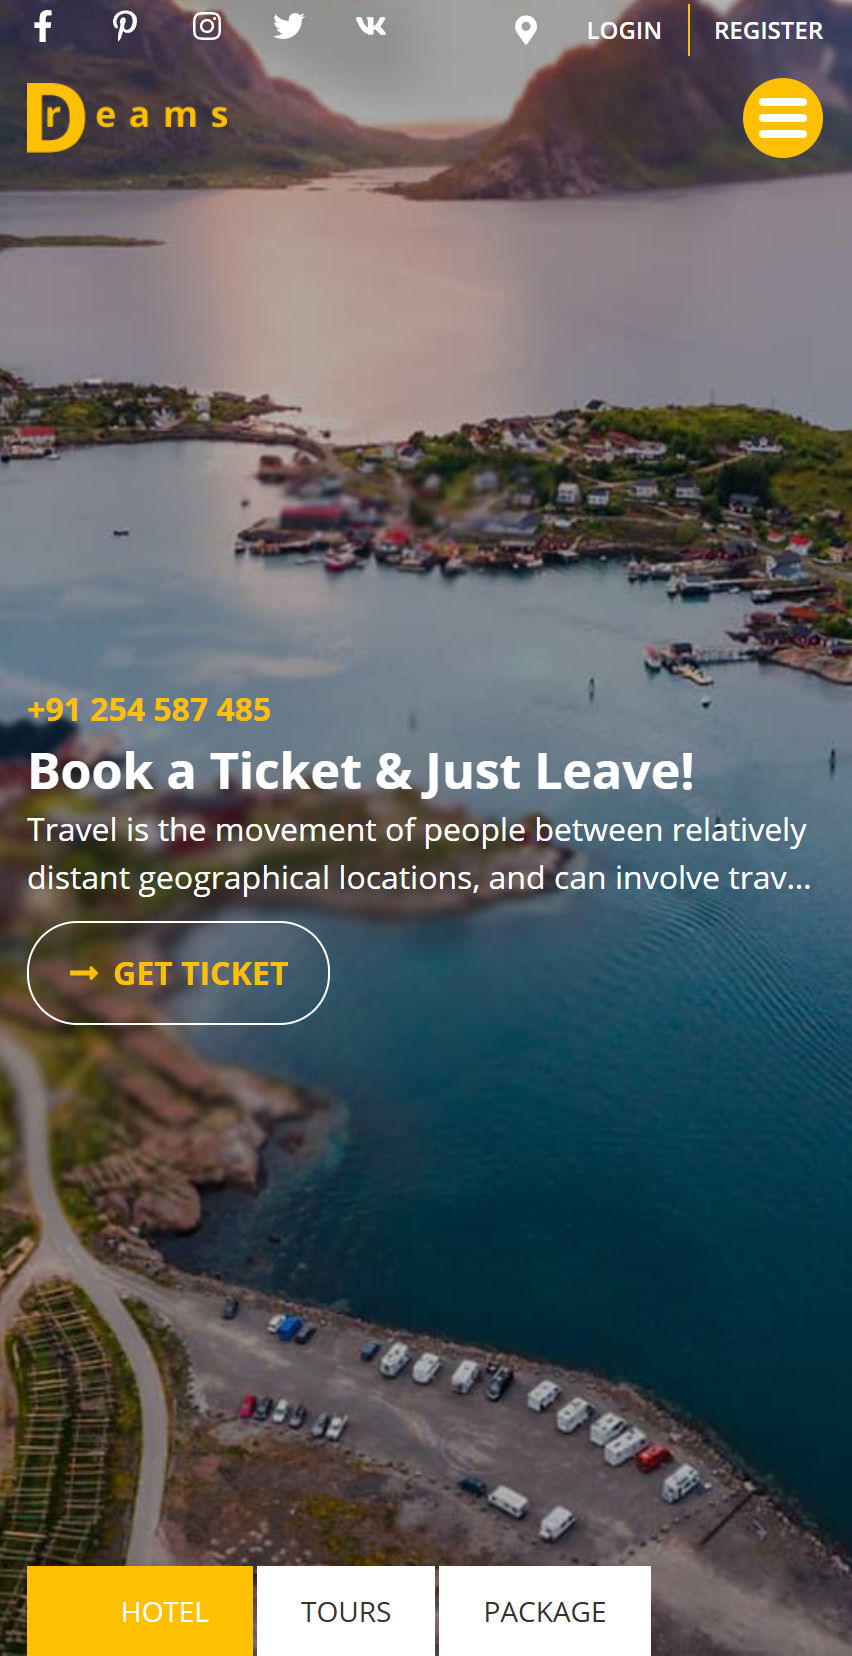 LOGIN
REGISTER
Dreams
+91 254 587 485
Book a Ticket & Just Leave!
Travel is the movement of people between relatively
distant geographical locations, and can involve trav...
GET TICKET
HOTEL
TOURS
PACKAGE